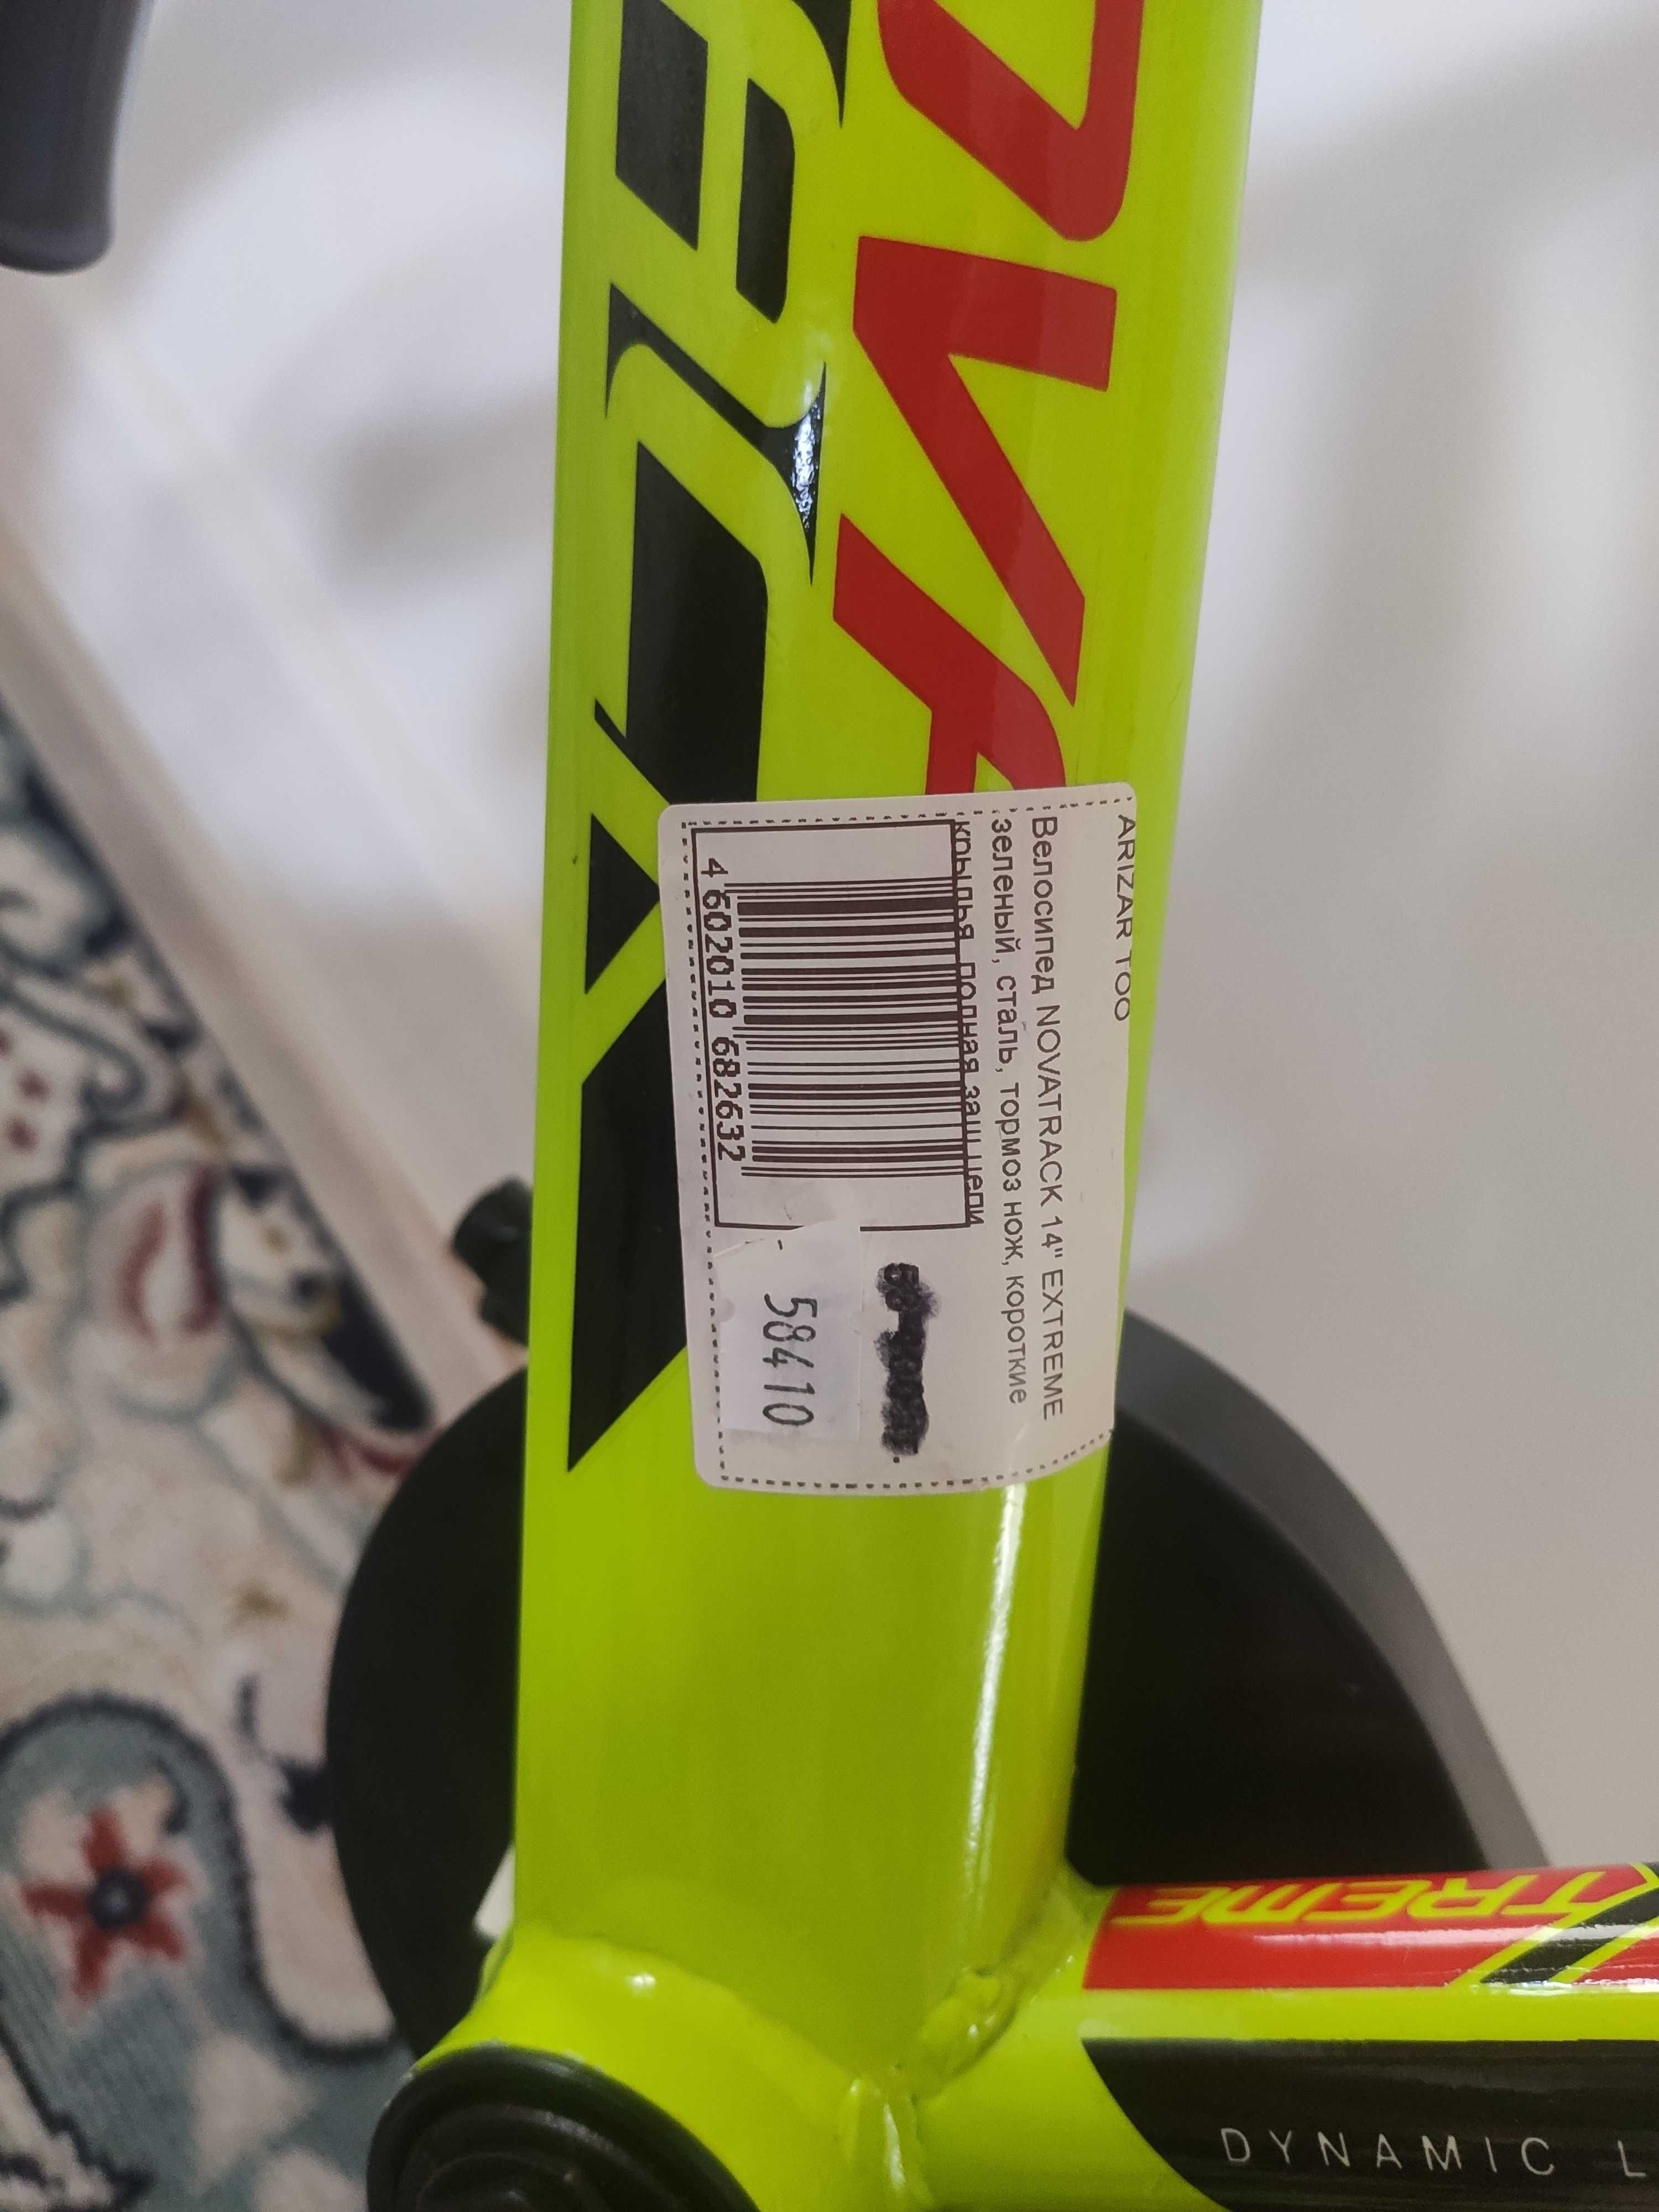 ARIZAR TOO
Велосипед NOVATRACK 14" EXTREME
зеленый, сталь, тормоз нож, короткие
крылья, полная защ цепи
4 602010 682632
58410
EXTREME
DYNAMIC L